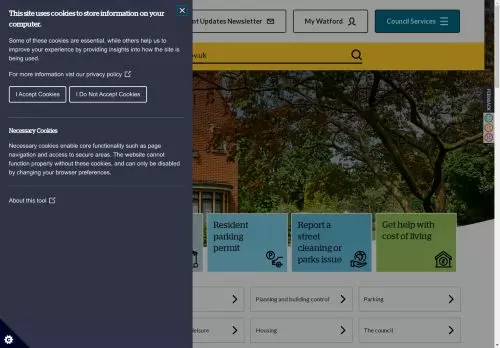 This site uses cookies to store information on your
computer.
Some of these cookies are essential, while others help us to
improve your experience by providing insights into how the site is
being used.
For more information visit our privacy policy
I Accept Cookies
I Do Not Accept Cookies
Necessary Cookies
Necessary cookies enable core functionality such as page
navigation and access to secure areas. The website cannot
function properly without these cookies, and can only be disabled
by changing your browser preferences.
About this tool
Updates Newsletter
My Watford
Council Services
.uk
FEEDBACK
Resident
parking
permit
Report a
street
cleaning or
parks issue
Get help with
cost of living
Planning and building control
Parking
leisure
Housing
The council